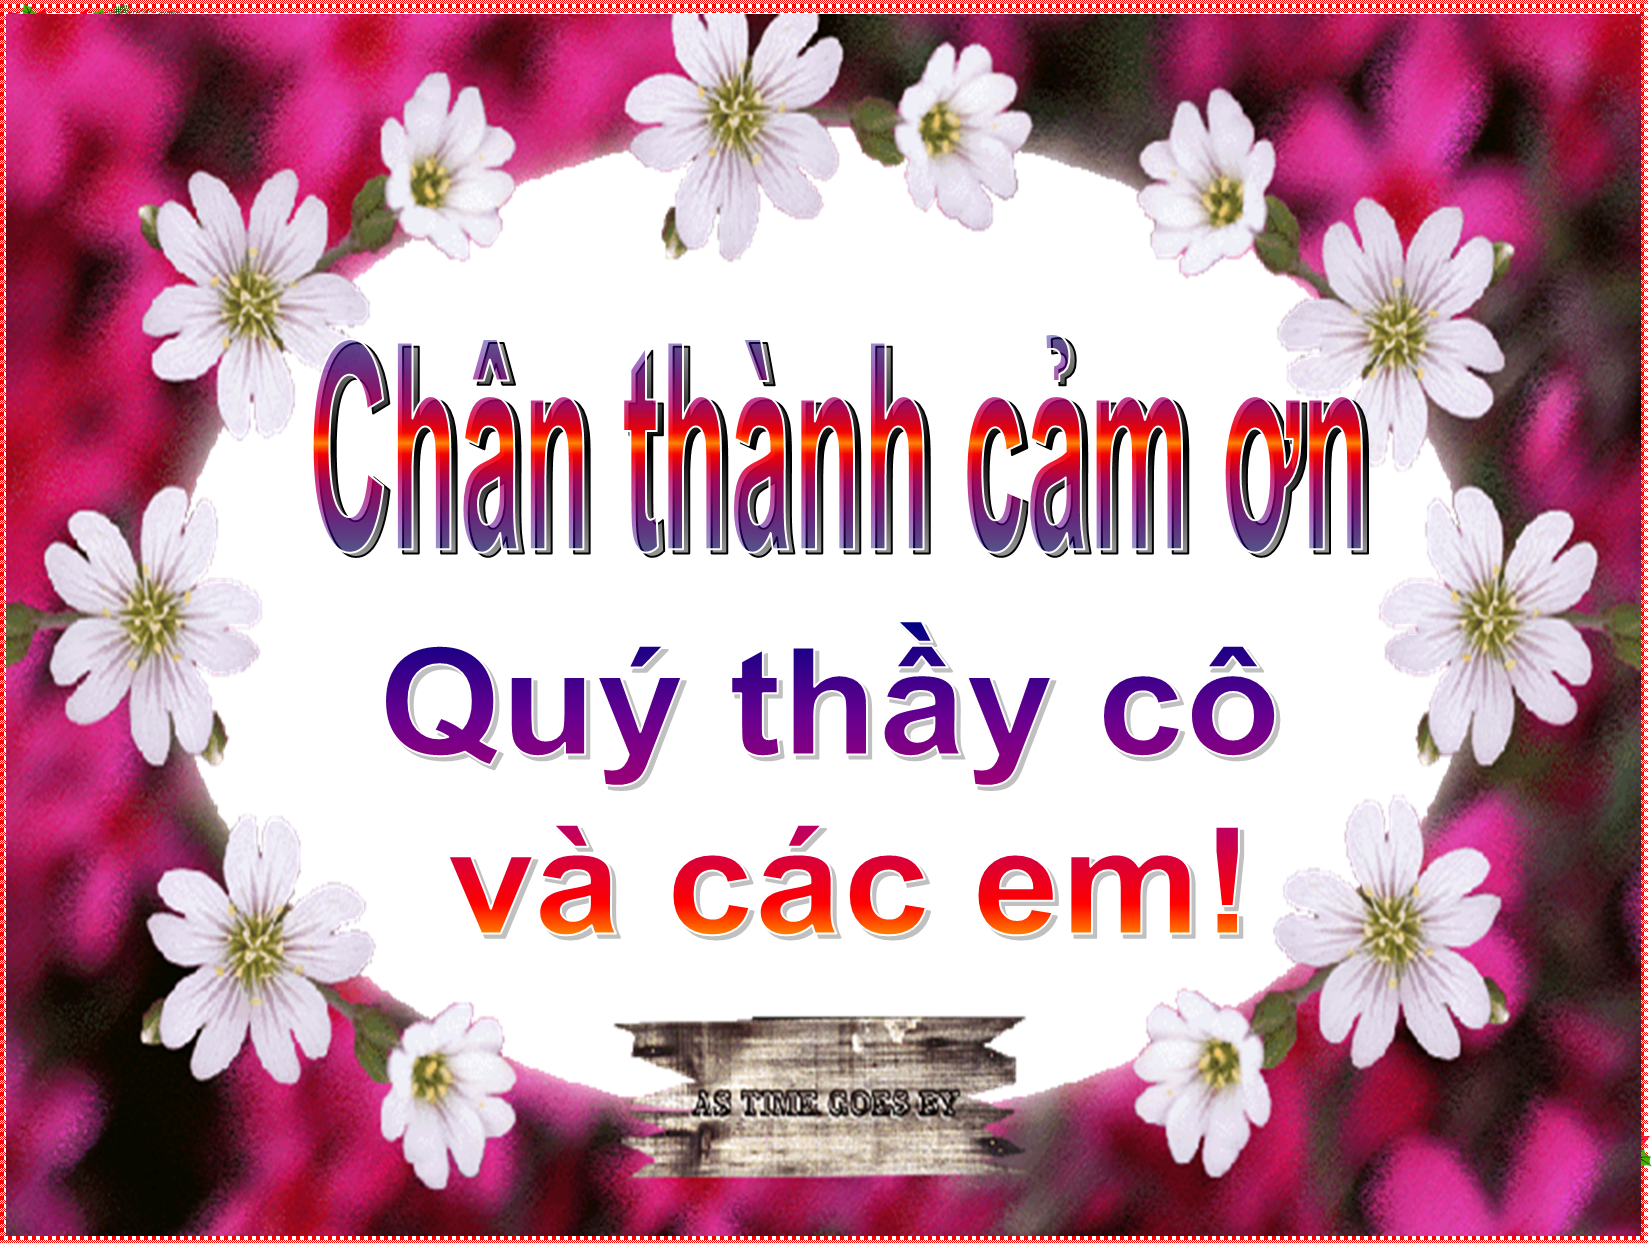 Chân thành cảm ơn
Quý thầy cô
và các em!
AS TIME GOES BY